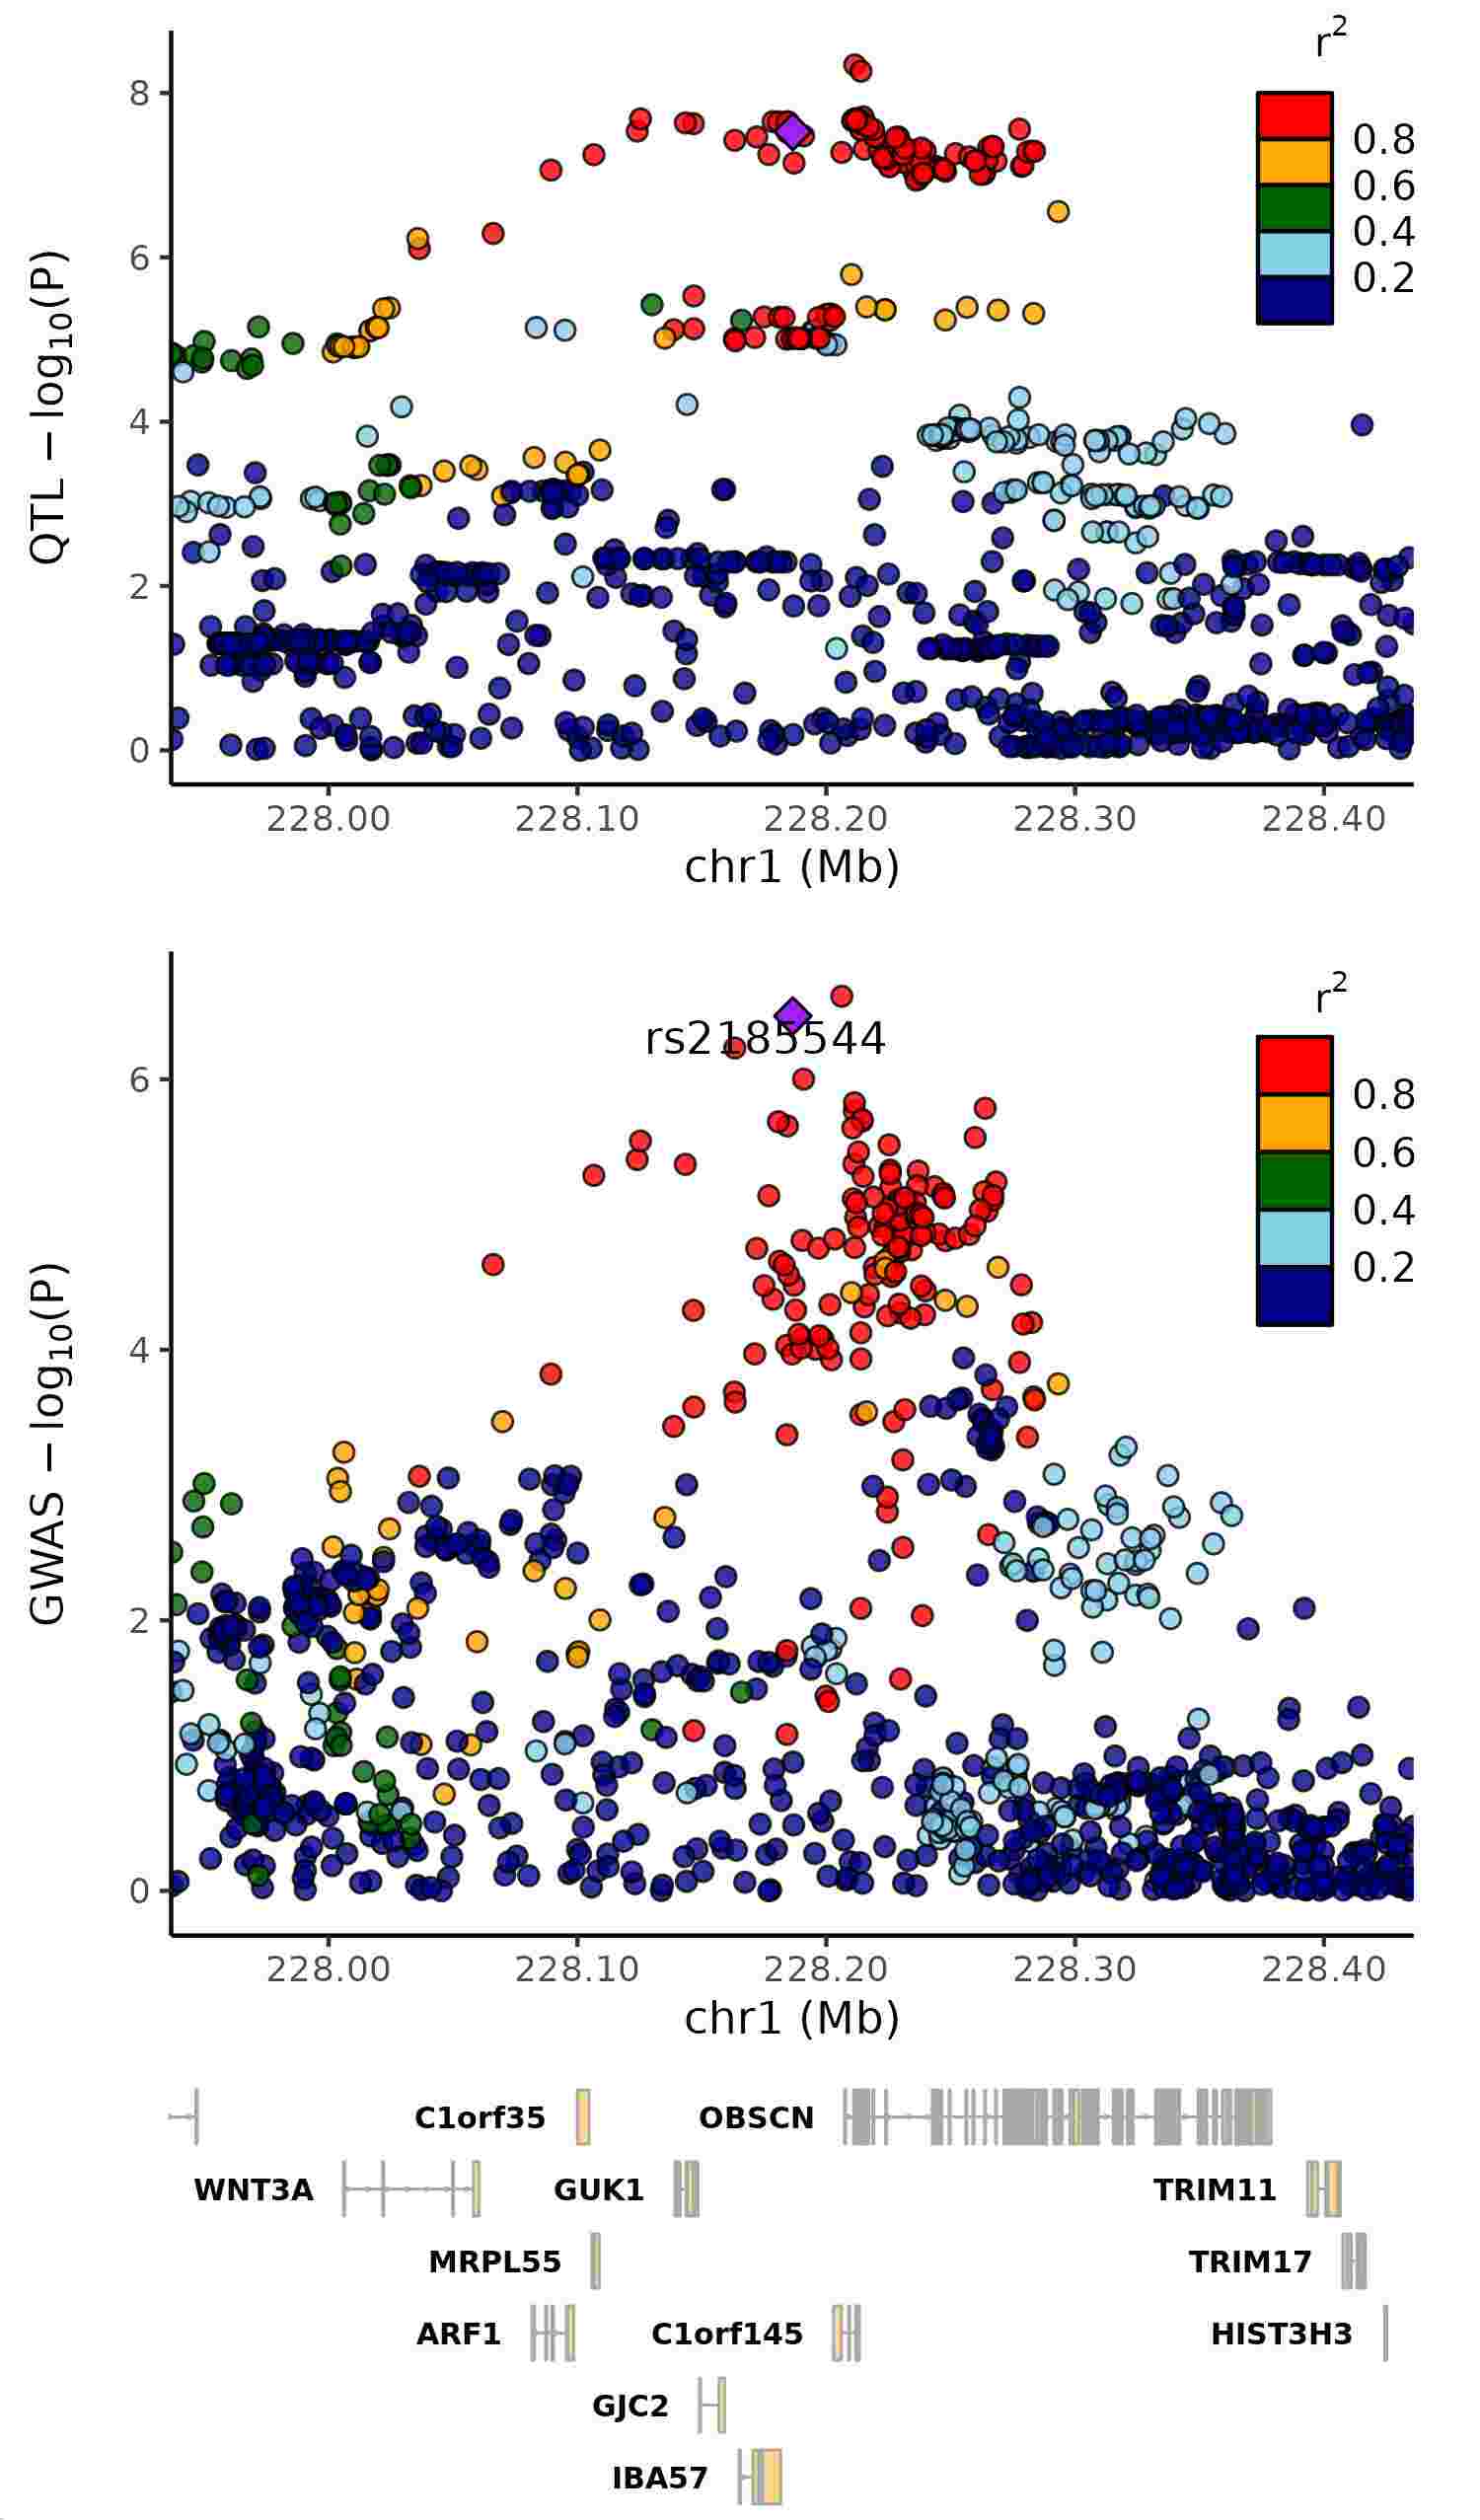 r²
8
6
4
2
0
0.8
0.6
0.4
0.2
QTL − log₁₀(P)
228.00 228.10 228.20 228.30 228.40
chr1 (Mb)
r²
rs2185544
6
4
2
0
0.8
0.6
0.4
0.2
GWAS − log₁₀(P)
228.00 228.10 228.20 228.30 228.40
chr1 (Mb)
C1orf35 OBSCN
WNT3A GUK1 TRIM11
MRPL55 TRIM17
ARF1 C1orf145 HIST3H3
GJC2
IBA57